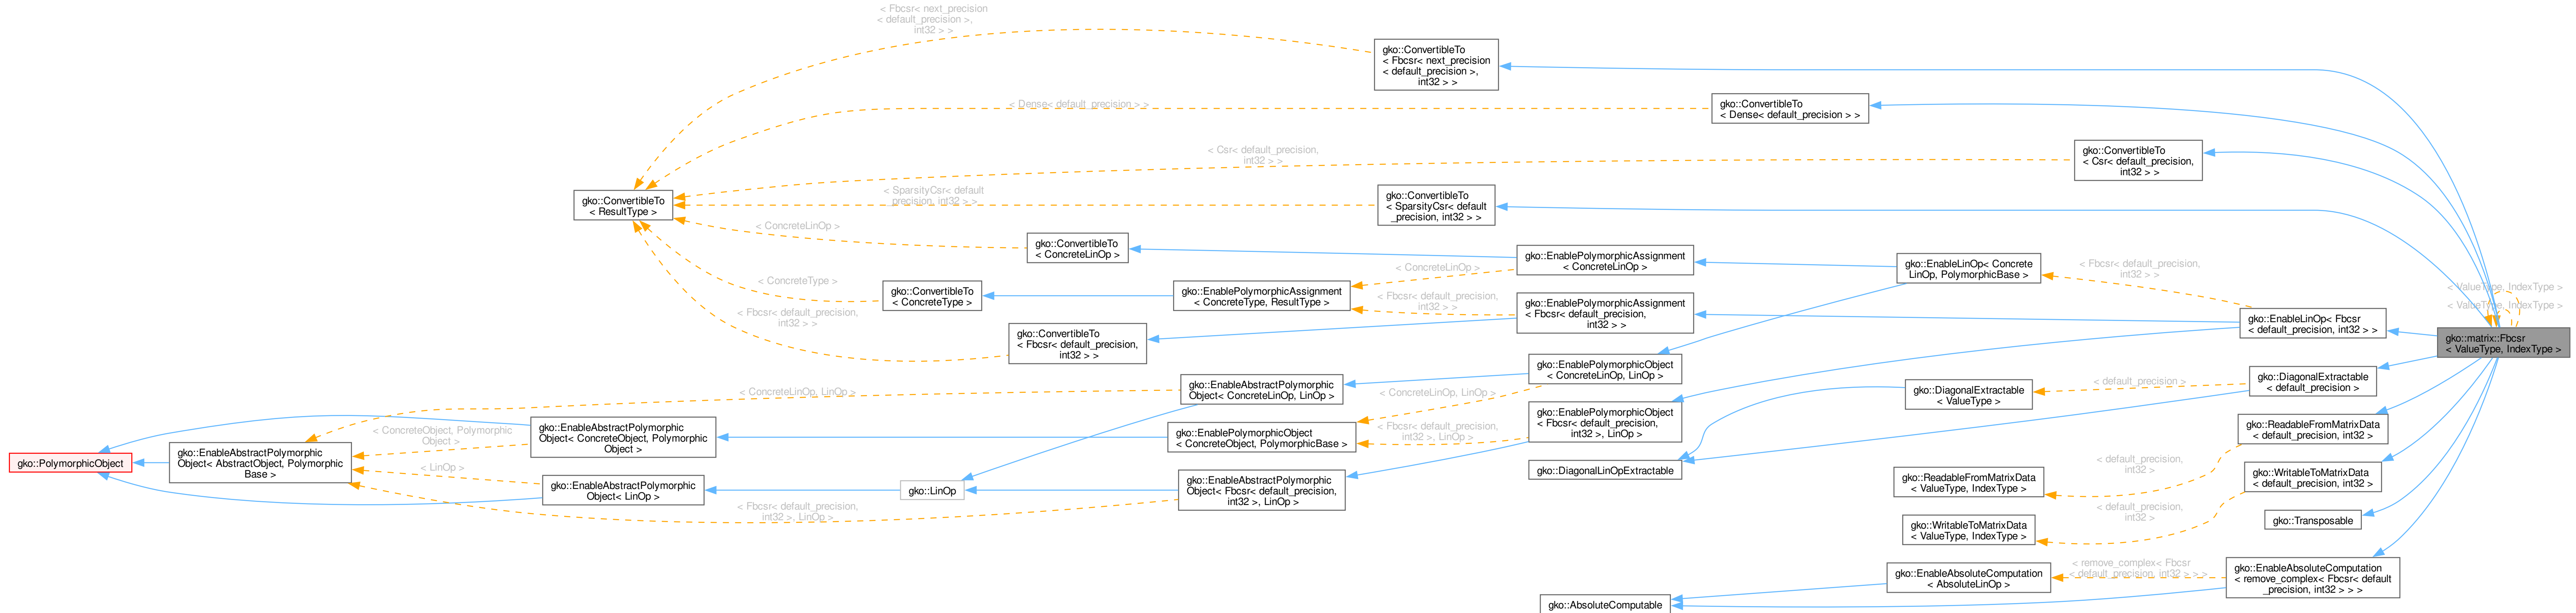 < Fbcsr< next_precision
< default_precision >,
int32 > >
gko::ConvertibleTo
< Fbcsr< next_precision
< default_precision >,
int32 > >
< Dense< default_precision > >
gko::ConvertibleTo
< Dense< default_precision > >
< Csr< default_precision,
int32 > >
gko::ConvertibleTo
< Csr< default_precision,
int32 > >
gko::ConvertibleTo
< ResultType >
< SparsityCsr< default
_precision, int32 > >
gko::ConvertibleTo
< SparsityCsr< default
_precision, int32 > >
< ConcreteLinOp >
gko::ConvertibleTo
< ConcreteLinOp >
gko::EnablePolymorphicAssignment
< ConcreteLinOp >
gko::EnableLinOp< Concrete
LinOp, PolymorphicBase >
< Fbcsr< default_precision,
int32 > >
< ValueType, IndexType >
< ValueType, IndexType >
< ConcreteType >
gko::ConvertibleTo
< ConcreteType >
gko::EnablePolymorphicAssignment
< ConcreteType, ResultType >
< ConcreteLinOp >
< Fbcsr< default_precision,
int32 > >
gko::EnablePolymorphicAssignment
< Fbcsr< default_precision,
int32 > >
gko::EnableLinOp< Fbcsr
< default_precision, int32 > >
gko::matrix::Fbcsr
< ValueType, IndexType >
< Fbcsr< default_precision,
int32 > >
gko::ConvertibleTo
< Fbcsr< default_precision,
int32 > >
gko::EnablePolymorphicObject
< ConcreteLinOp, LinOp >
< ConcreteLinOp, LinOp >
gko::EnableAbstractPolymorphic
Object< ConcreteLinOp, LinOp >
< ConcreteLinOp, LinOp >
gko::DiagonalExtractable
< ValueType >
< default_precision >
gko::DiagonalExtractable
< default_precision >
< ConcreteObject, Polymorphic
Object >
gko::EnableAbstractPolymorphic
Object< ConcreteObject, Polymorphic
Object >
gko::EnablePolymorphicObject
< ConcreteObject, PolymorphicBase >
< Fbcsr< default_precision,
int32 >, LinOp >
gko::EnablePolymorphicObject
< Fbcsr< default_precision,
int32 >, LinOp >
gko::ReadableFromMatrixData
< default_precision, int32 >
gko::PolymorphicObject
gko::EnableAbstractPolymorphic
Object< AbstractObject, Polymorphic
Base >
< LinOp >
gko::EnableAbstractPolymorphic
Object< LinOp >
gko::LinOp
gko::EnableAbstractPolymorphic
Object< Fbcsr< default_precision,
int32 >, LinOp >
gko::DiagonalLinOpExtractable
gko::ReadableFromMatrixData
< ValueType, IndexType >
< default_precision,
int32 >
gko::WritableToMatrixData
< default_precision, int32 >
< Fbcsr< default_precision,
int32 >, LinOp >
gko::WritableToMatrixData
< ValueType, IndexType >
< default_precision,
int32 >
gko::Transposable
gko::EnableAbsoluteComputation
< AbsoluteLinOp >
< remove_complex< Fbcsr
< default_precision, int32 > > >
gko::EnableAbsoluteComputation
< remove_complex< Fbcsr< default
_precision, int32 > > >
gko::AbsoluteComputable